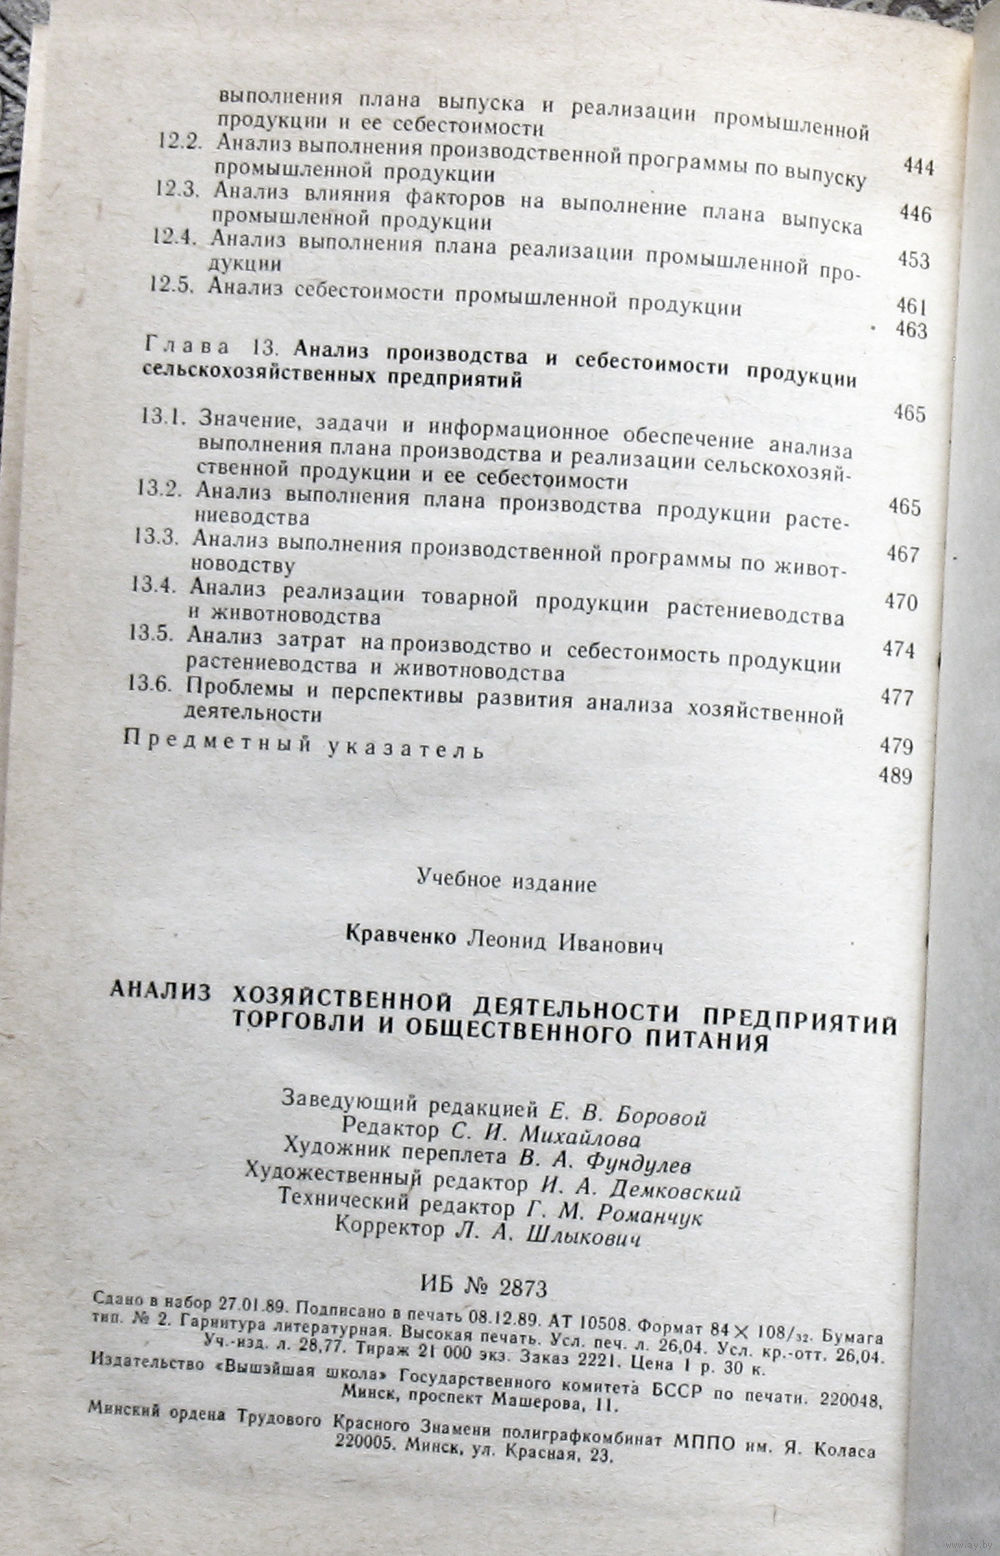 выполнения плана выпуска и реализации промышленной
продукции и ее себестоимости 444
12.2. Анализ выполнения производственной программы по выпуску
промышленной продукции 446
12.3. Анализ влияния факторов на выполнение плана выпуска
промышленной продукции 453
12.4. Анализ выполнения плана реализации промышленной про-
дукции 461
12.5. Анализ себестоимости промышленной продукции 463
Глава 13. Анализ производства и себестоимости продукции
сельскохозяйственных предприятий 465
13.1. Значение, задачи и информационное обеспечение анализа
выполнения плана производства и реализации сельскохозяй-
ственной продукции и ее себестоимости 465
13.2. Анализ выполнения плана производства продукции расте-
ниеводства 467
13.3. Анализ выполнения производственной программы по живот-
новодству 470
13.4. Анализ реализации товарной продукции растениеводства
и животноводства 474
13.5. Анализ затрат на производство и себестоимость продукции
растениеводства и животноводства 477
13.6. Проблемы и перспективы развития анализа хозяйственной
деятельности 479
Предметный указатель 489
Учебное издание
Кравченко Леонид Иванович
АНАЛИЗ ХОЗЯЙСТВЕННОЙ ДЕЯТЕЛЬНОСТИ ПРЕДПРИЯТИЙ
ТОРГОВЛИ И ОБЩЕСТВЕННОГО ПИТАНИЯ
Заведующий редакцией Е. В. Боровой
Редактор С. И. Михайлова
Художник переплета В. А. Фундулев
Художественный редактор И. А. Демковский
Технический редактор Г. М. Романчук
Корректор Л. А. Шлыкович
ИБ № 2873
Сдано в набор 27.01.89. Подписано в печать 08.12.89. АТ 10508. Формат 84×108/32. Бумага
тип. № 2. Гарнитура литературная. Высокая печать. Усл. печ. л. 26,04. Усл. кр.-отт. 26,04.
Уч.-изд. л. 28,77. Тираж 21 000 экз. Заказ 2221. Цена 1 р. 30 к.
Издательство «Вышэйшая школа» Государственного комитета БССР по печати. 220048,
Минск, проспект Машерова, 11.
Минский ордена Трудового Красного Знамени полиграфкомбинат МППО им. Я. Коласа
220005. Минск, ул. Красная, 23.
www.ay.by